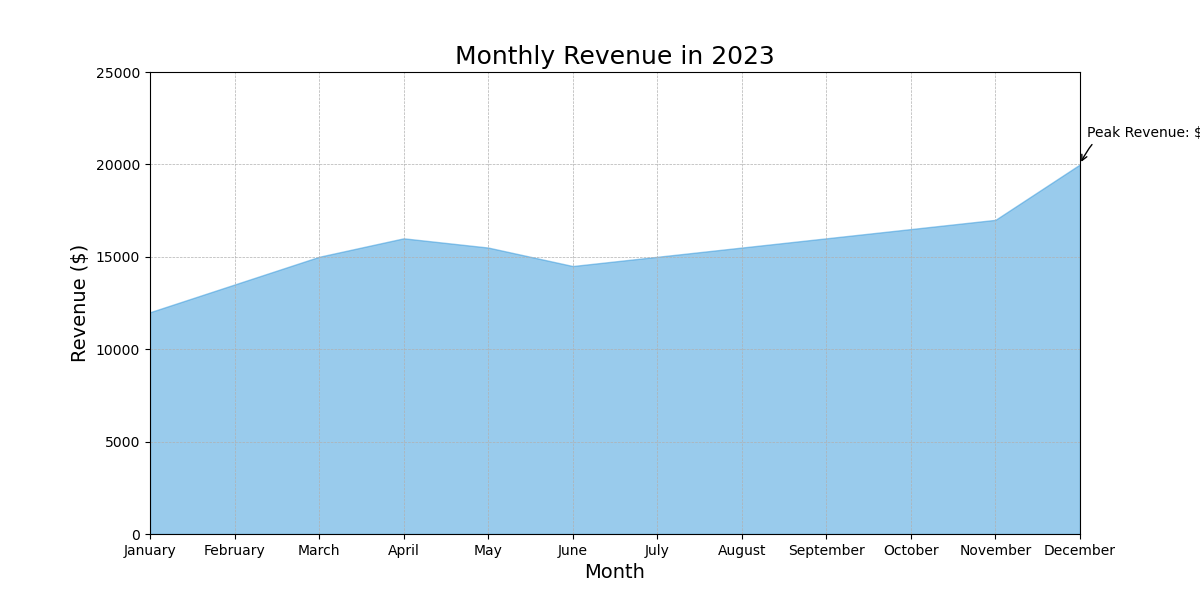 Monthly Revenue in 2023
25000
Peak Revenue: $
20000
15000
10000
5000
0
Revenue ($)
January February March April May June July August September October November December
Month